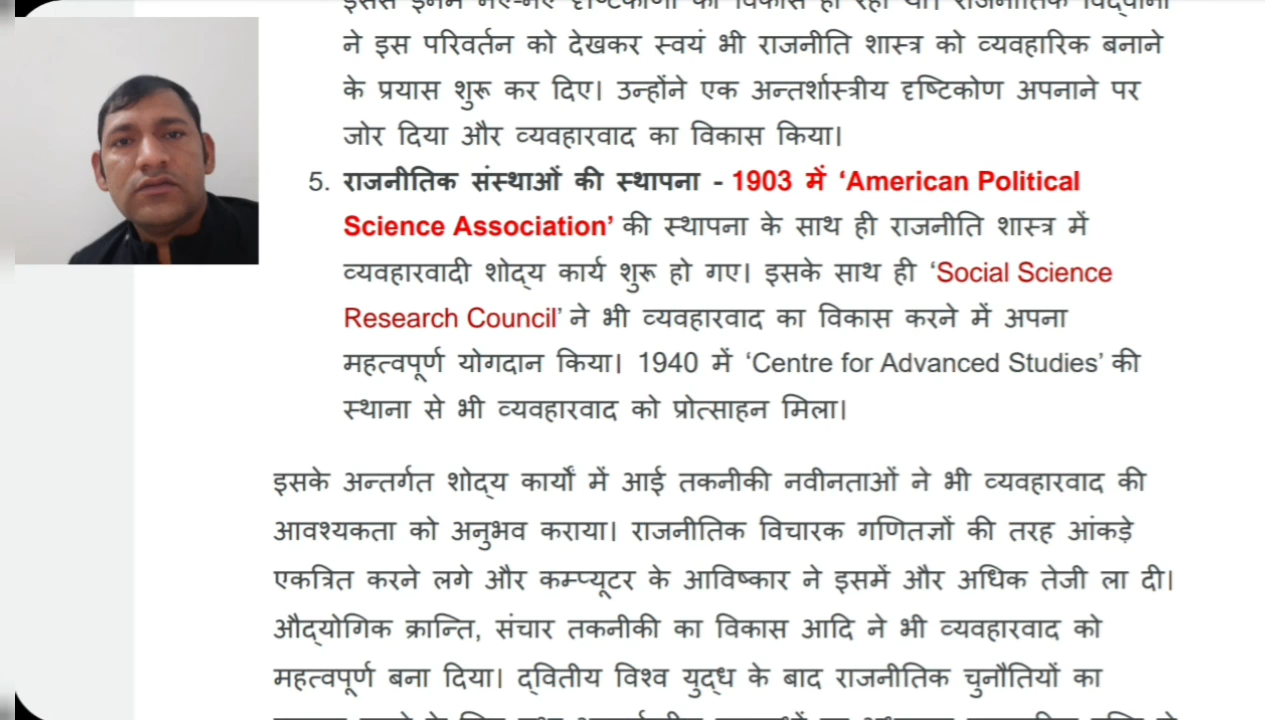 ने इस परिवर्तन को देखकर स्वयं भी राजनीति शास्त्र को व्यवहारिक बनाने
के प्रयास शुरू कर दिए। उन्होंने एक अन्तर्शास्त्रीय दृष्टिकोण अपनाने पर
जोर दिया और व्यवहारवाद का विकास किया।
5. राजनीतिक संस्थाओं की स्थापना - 1903 में ‘American Political
Science Association’ की स्थापना के साथ ही राजनीति शास्त्र में
व्यवहारवादी शोद्य कार्य शुरू हो गए। इसके साथ ही ‘Social Science
Research Council’ ने भी व्यवहारवाद का विकास करने में अपना
महत्वपूर्ण योगदान किया। 1940 में ‘Centre for Advanced Studies’ की
स्थाना से भी व्यवहारवाद को प्रोत्साहन मिला।
इसके अन्तर्गत शोद्य कार्यों में आई तकनीकी नवीनताओं ने भी व्यवहारवाद की
आवश्यकता को अनुभव कराया। राजनीतिक विचारक गणितज्ञों की तरह आंकड़े
एकत्रित करने लगे और कम्प्यूटर के आविष्कार ने इसमें और अधिक तेजी ला दी।
औद्योगिक क्रान्ति, संचार तकनीकी का विकास आदि ने भी व्यवहारवाद को
महत्वपूर्ण बना दिया। द्वितीय विश्व युद्ध के बाद राजनीतिक चुनौतियों का